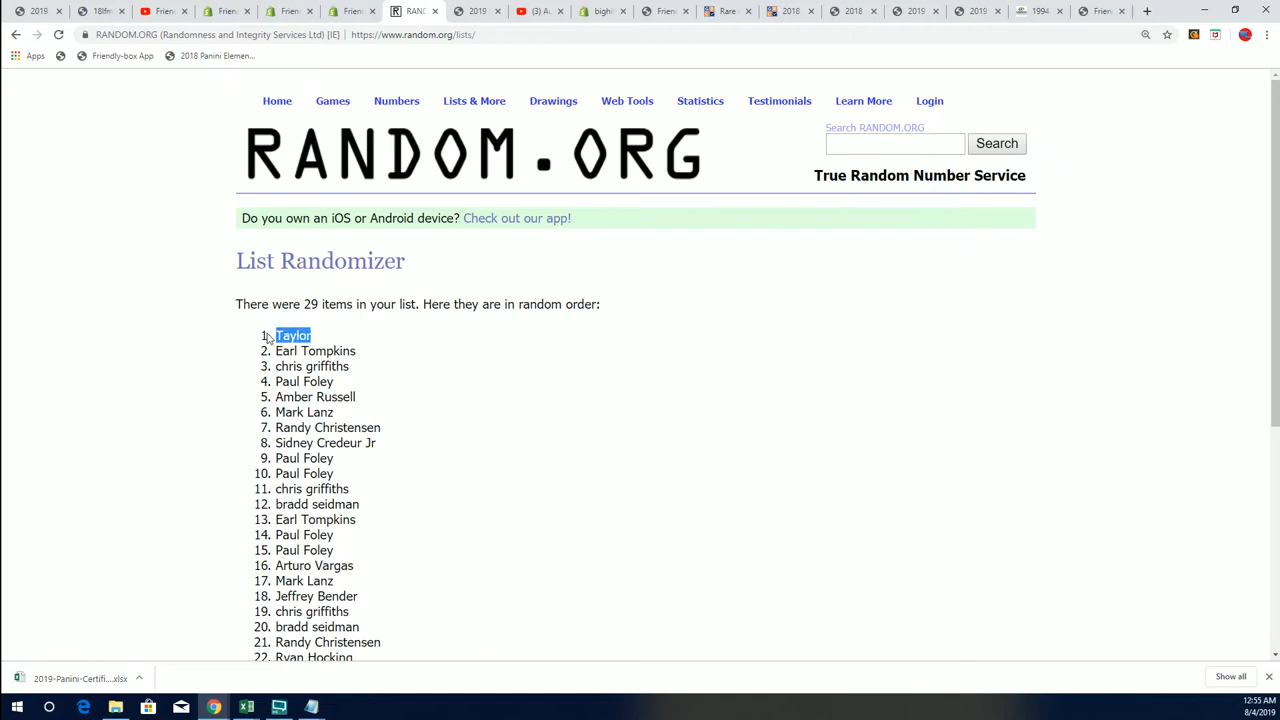 2019
18fm
Frien
Frien
Frien
Frien
RAND
2019
(3) Au
bighi
Frien
Rare
2018
2018
2019
2019
1994
Frien
RANDOM.ORG (Randomness and Integrity Services Ltd) [IE] | https://www.random.org/lists/
Apps Friendly-box App 2018 Panini Elemen...
Home Games Numbers Lists & More Drawings Web Tools Statistics Testimonials Learn More Login
RANDOM.ORG
Search RANDOM.ORG
Search
True Random Number Service
Do you own an iOS or Android device? Check out our app!
List Randomizer
There were 29 items in your list. Here they are in random order:
1. Taylor
2. Earl Tompkins
3. chris griffiths
4. Paul Foley
5. Amber Russell
6. Mark Lanz
7. Randy Christensen
8. Sidney Credeur Jr
9. Paul Foley
10. Paul Foley
11. chris griffiths
12. bradd seidman
13. Earl Tompkins
14. Paul Foley
15. Paul Foley
16. Arturo Vargas
17. Mark Lanz
18. Jeffrey Bender
19. chris griffiths
20. bradd seidman
21. Randy Christensen
22. Ryan Hocking
2019-Panini-Certifi....xlsx
Show all
12:55 AM
8/4/2019